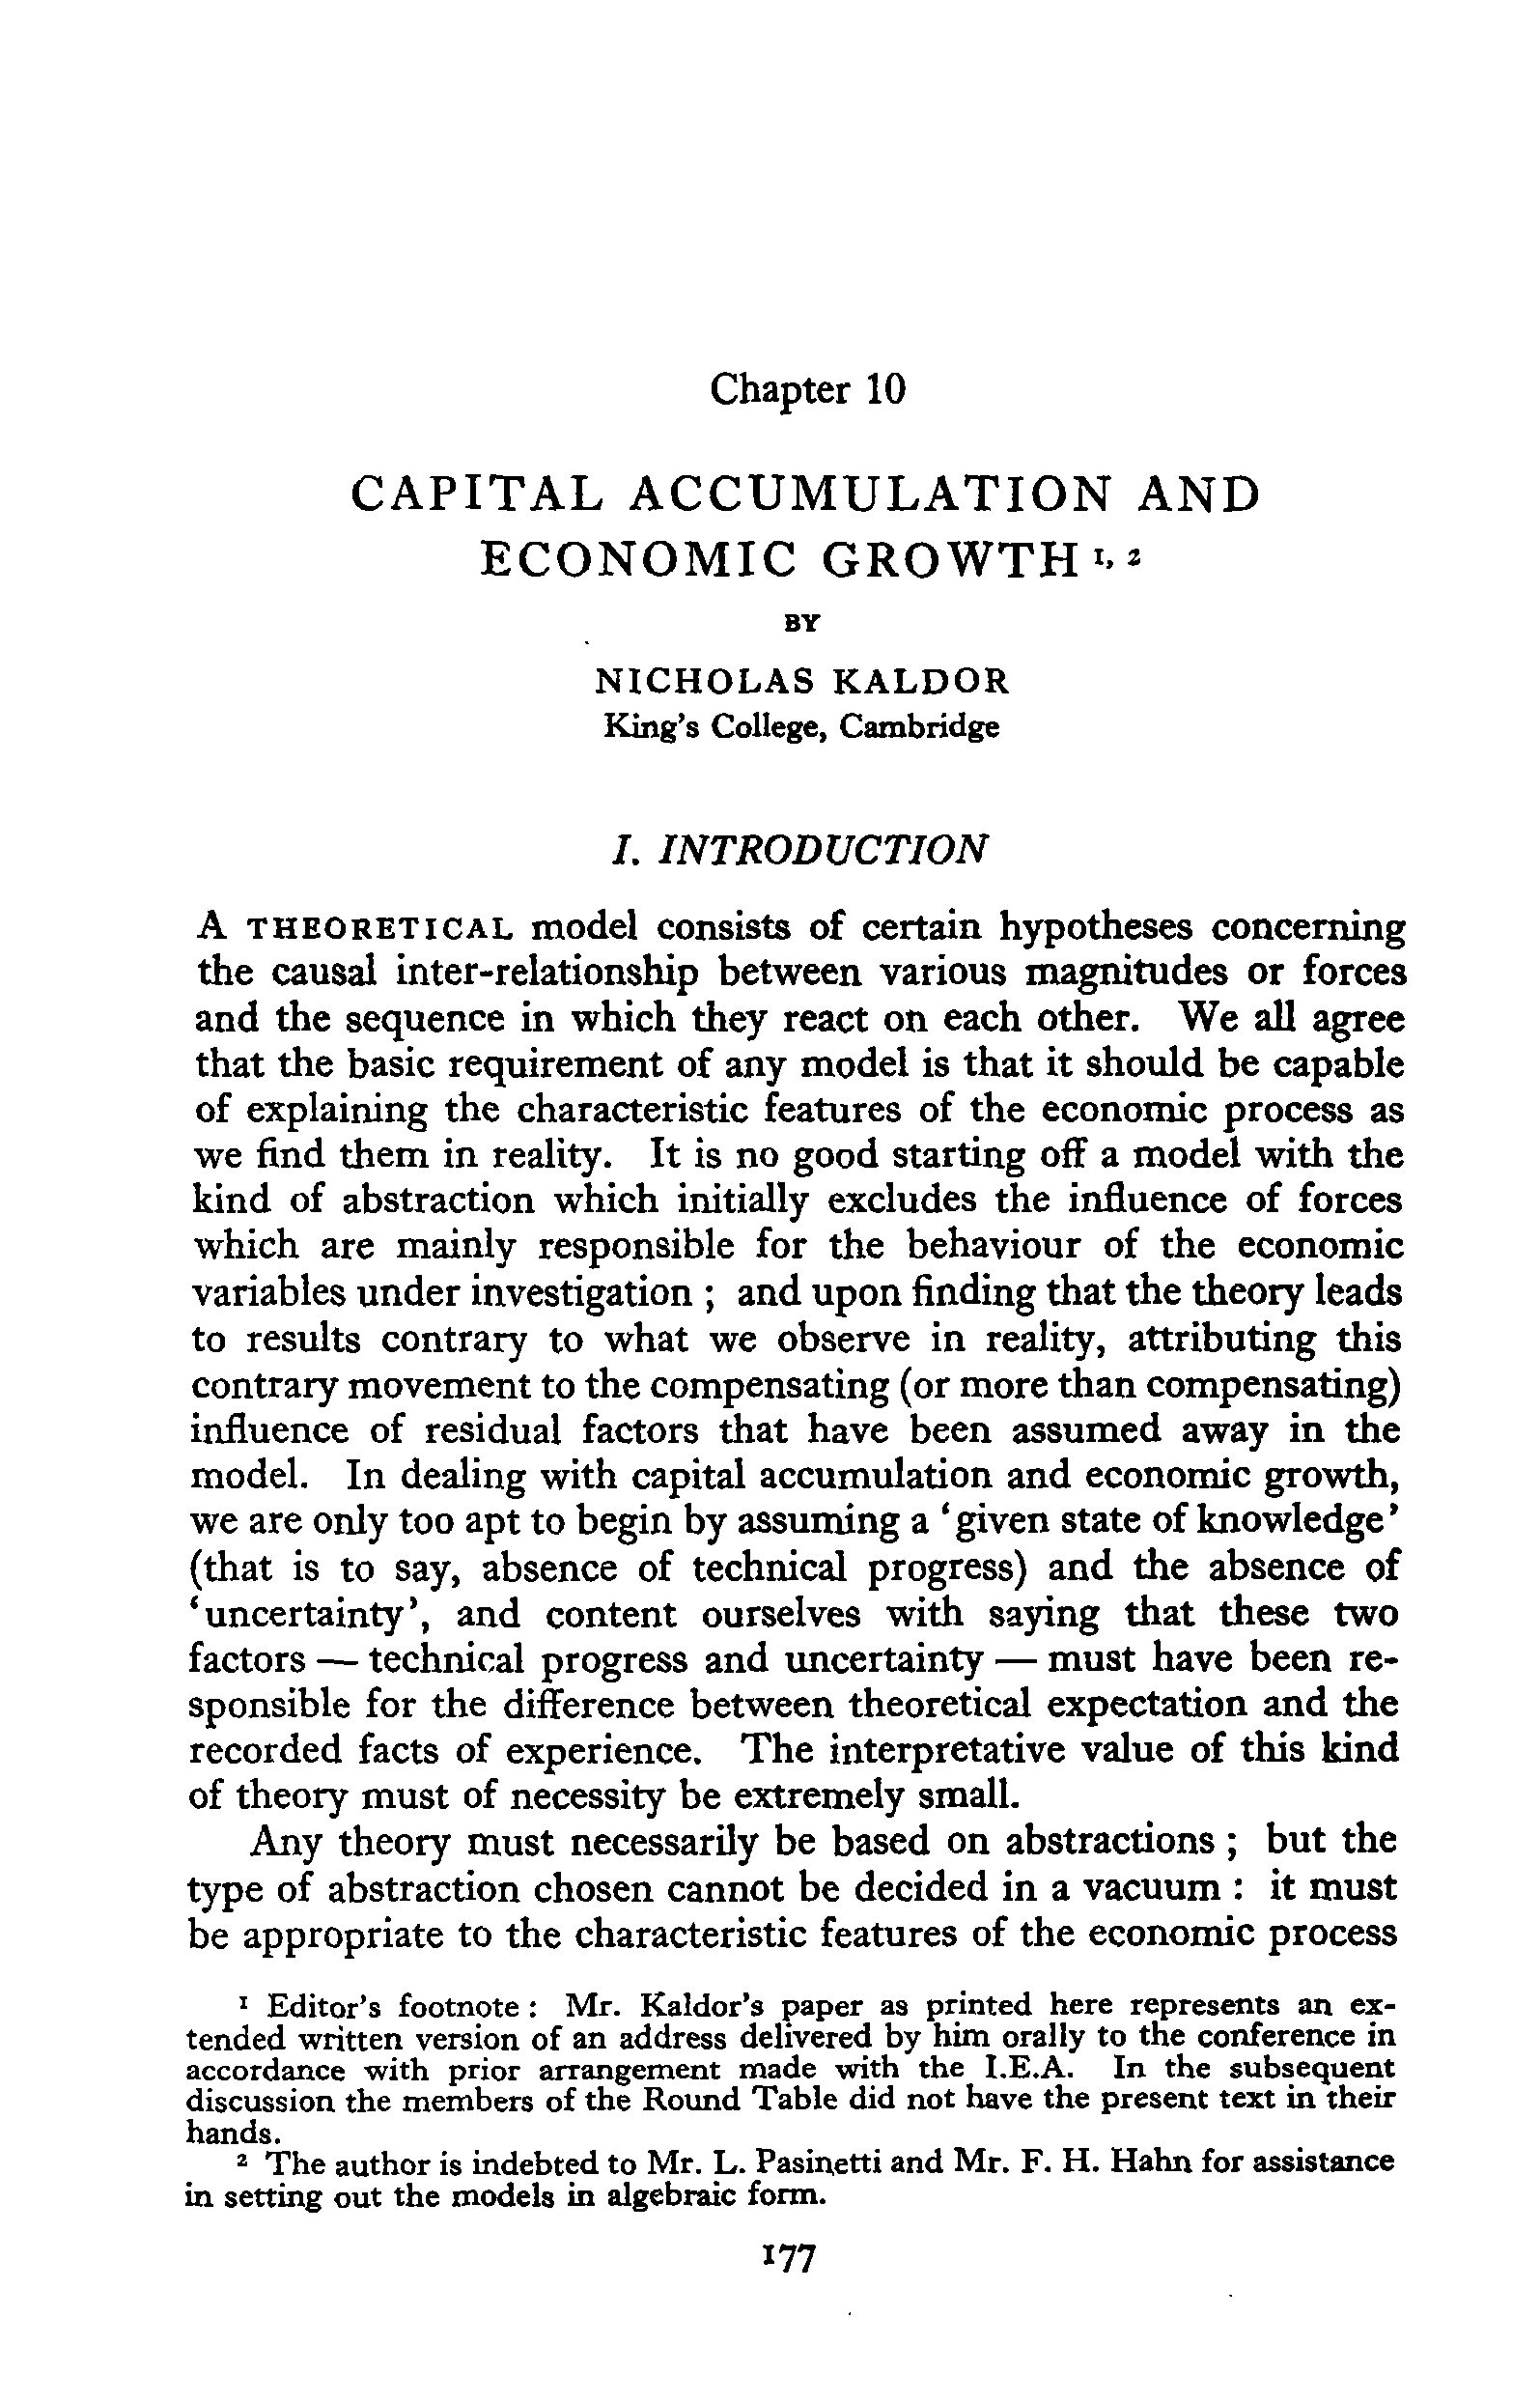 Chapter 10
CAPITAL ACCUMULATION AND
ECONOMIC GROWTH 1, 2
BY
NICHOLAS KALDOR
King's College, Cambridge
I. INTRODUCTION
A THEORETICAL model consists of certain hypotheses concerning
the causal inter-relationship between various magnitudes or forces
and the sequence in which they react on each other. We all agree
that the basic requirement of any model is that it should be capable
of explaining the characteristic features of the economic process as
we find them in reality. It is no good starting off a model with the
kind of abstraction which initially excludes the influence of forces
which are mainly responsible for the behaviour of the economic
variables under investigation ; and upon finding that the theory leads
to results contrary to what we observe in reality, attributing this
contrary movement to the compensating (or more than compensating)
influence of residual factors that have been assumed away in the
model. In dealing with capital accumulation and economic growth,
we are only too apt to begin by assuming a ‘given state of knowledge’
(that is to say, absence of technical progress) and the absence of
‘uncertainty’, and content ourselves with saying that these two
factors — technical progress and uncertainty — must have been re-
sponsible for the difference between theoretical expectation and the
recorded facts of experience. The interpretative value of this kind
of theory must of necessity be extremely small.
Any theory must necessarily be based on abstractions ; but the
type of abstraction chosen cannot be decided in a vacuum : it must
be appropriate to the characteristic features of the economic process
1 Editor's footnote : Mr. Kaldor's paper as printed here represents an ex-
tended written version of an address delivered by him orally to the conference in
accordance with prior arrangement made with the I.E.A. In the subsequent
discussion the members of the Round Table did not have the present text in their
hands.
2 The author is indebted to Mr. L. Pasinetti and Mr. F. H. Hahn for assistance
in setting out the models in algebraic form.
177